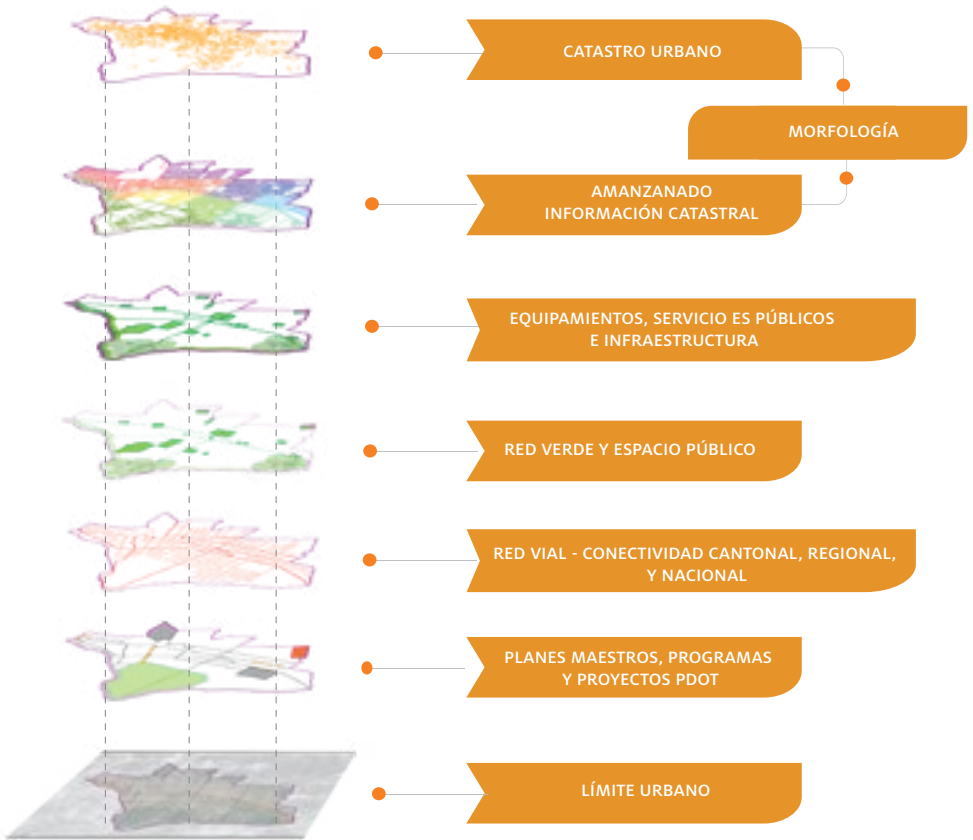 CATASTRO URBANO
MORFOLOGÍA
AMANZANADO
INFORMACIÓN CATASTRAL
EQUIPAMIENTOS, SERVICIO ES PÚBLICOS
E INFRAESTRUCTURA
RED VERDE Y ESPACIO PÚBLICO
RED VIAL - CONECTIVIDAD CANTONAL, REGIONAL,
Y NACIONAL
PLANES MAESTROS, PROGRAMAS
Y PROYECTOS PDOT
LÍMITE URBANO